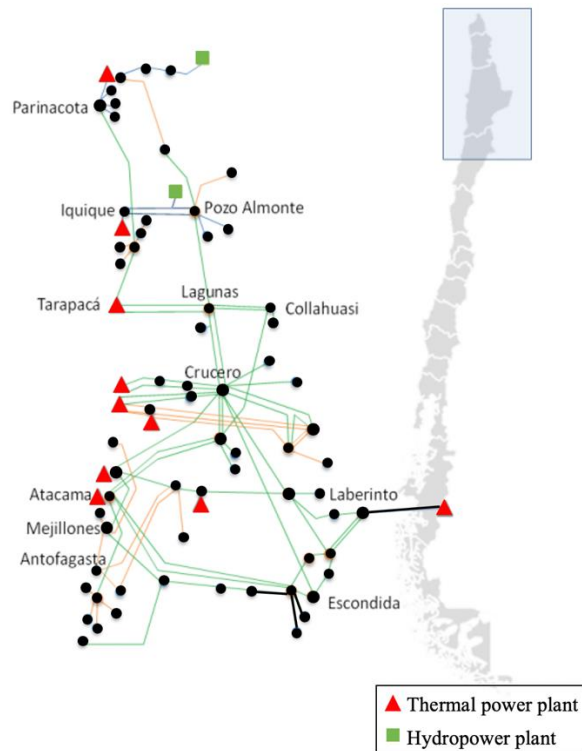 Parinacota
Iquique
Pozo Almonte
Tarapacá
Lagunas
Collahuasi
Crucero
Atacama
Laberinto
Mejillones
Antofagasta
Escondida
Thermal power plant
Hydropower plant